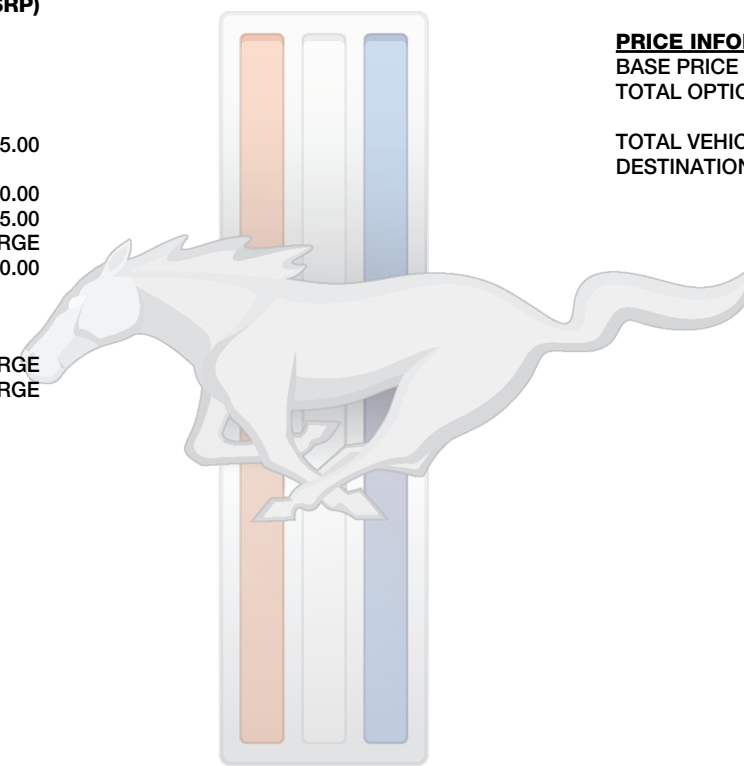 SRP)
5.00
0.00
5.00
RGE
0.00
RGE
RGE
PRICE INFO
BASE PRICE
TOTAL OPTIO
TOTAL VEHIC
DESTINATION